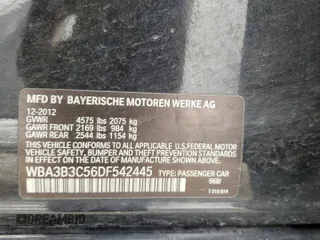 MFD BY BAYERISCHE MOTOREN WERKE AG
12-2012
GVWR 4575 lbs 2075 kg
GAWR FRONT 2169 lbs 984 kg
GAWR REAR 2544 lbs 1154 kg
THIS VEHICLE CONFORMS TO ALL APPLICABLE FEDERAL
MOTOR VEHICLE SAFETY, BUMPER, AND THEFT PREVENTION
STANDARDS IN EFFECT ON THE DATE OF MANUFACTURE SHOWN ABOVE.
WBA3B3C56DF542445 TYPE: PASSENGER CAR
668/